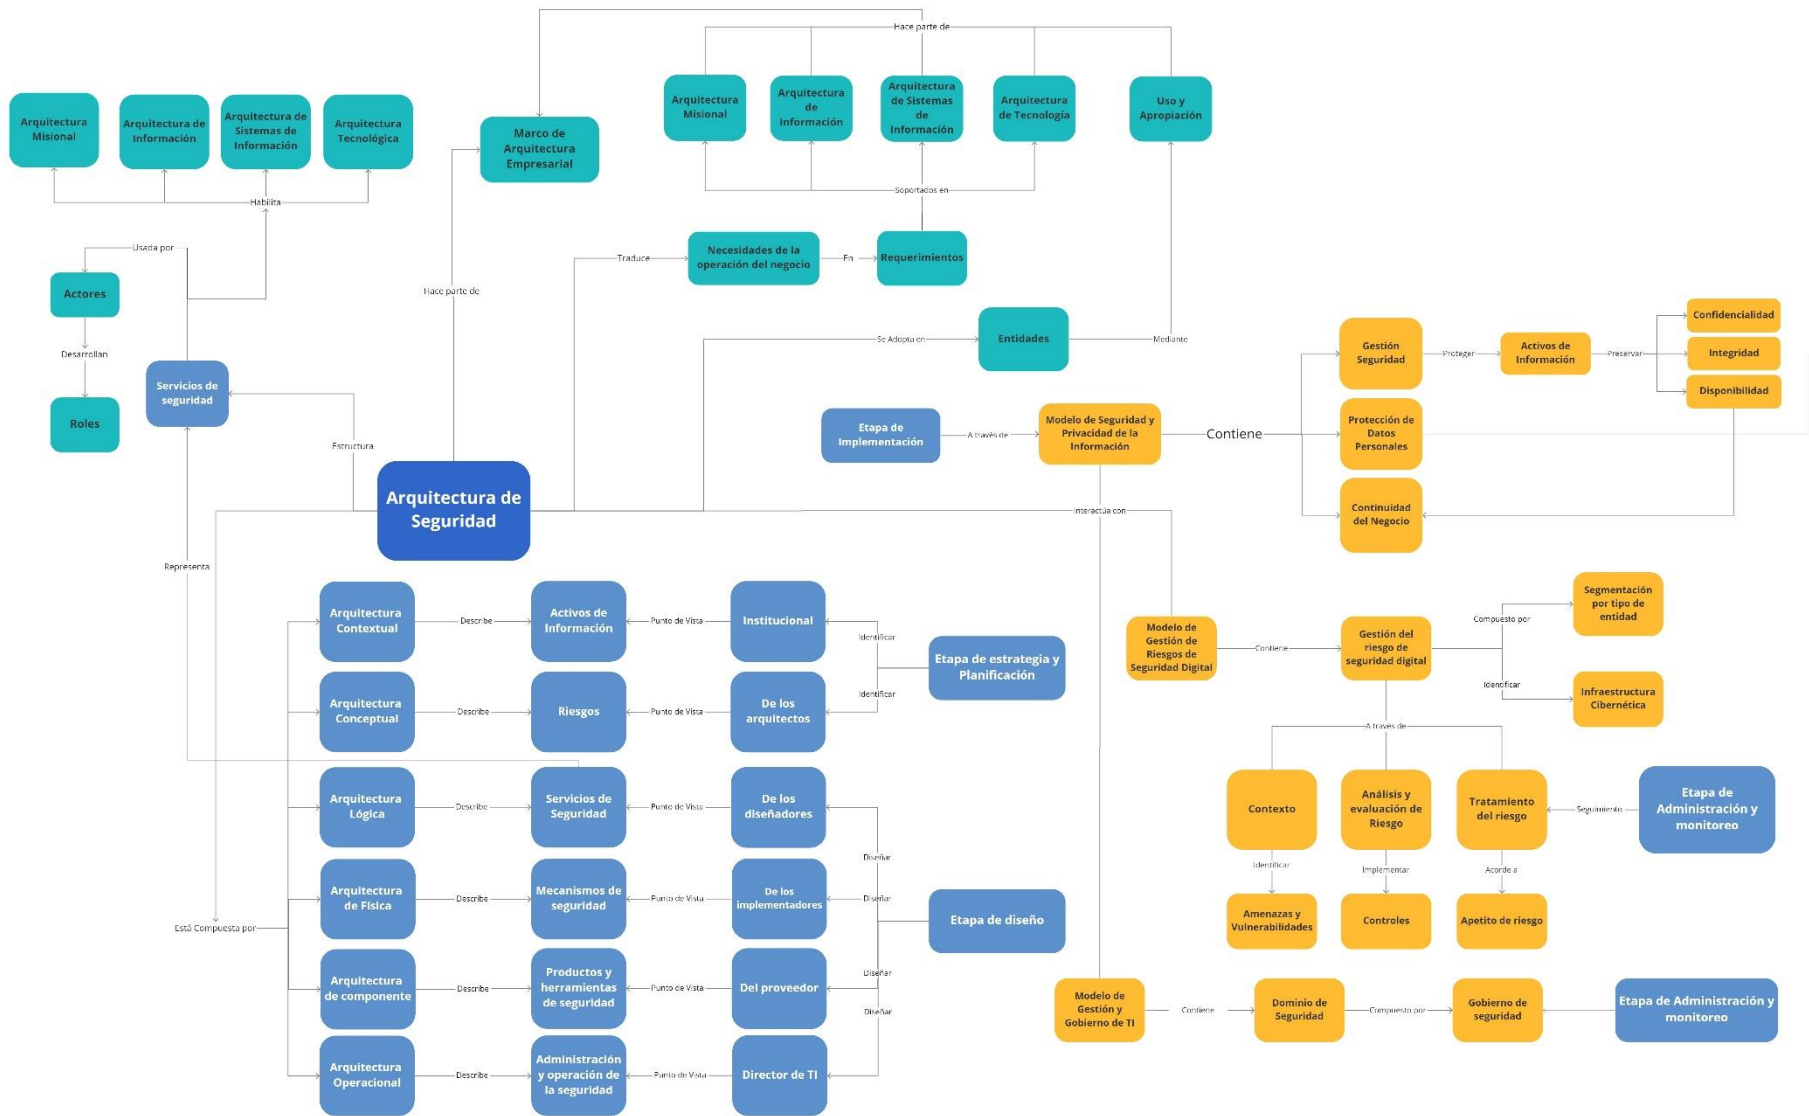 Hace parte de
Arquitectura
Misional
Arquitectura de
Información
Arquitectura de
Sistemas de
Información
Arquitectura
Tecnológica
Marco de
Arquitectura
Empresarial
Arquitectura
Misional
Arquitectura
de
Información
Arquitectura
de Sistemas
de
Información
Arquitectura
de Tecnología
Uso y
Apropiación
Habilita
Soportados en
Usada por
Traduce
Necesidades de la
operación del negocio
En
Requerimientos
Actores
Hace parte de
Desarrollan
Roles
Servicios de
seguridad
Se Adopta en
Entidades
Mediante
Estructura
Arquitectura de
Seguridad
Representa
Etapa de
Implementación
A través de
Modelo de Seguridad y
Privacidad de la
Información
Contiene
Gestión
Seguridad
Proteger
Activos de
Información
Preservar
Confidencialidad
Integridad
Disponibilidad
Protección de
Datos
Personales
Continuidad
del Negocio
Interactúa con
Está Compuesta por
Arquitectura
Contextual
Describe
Activos de
Información
Punto de Vista
Institucional
Identificar
Etapa de estrategia y
Planificación
Arquitectura
Conceptual
Describe
Riesgos
Punto de Vista
De los
arquitectos
Identificar
Arquitectura
Lógica
Describe
Servicios de
Seguridad
Punto de Vista
De los
diseñadores
Diseñar
Arquitectura
de Física
Describe
Mecanismos de
seguridad
Punto de Vista
De los
implementadores
Diseñar
Etapa de diseño
Arquitectura
de componente
Describe
Productos y
herramientas
de seguridad
Punto de Vista
Del proveedor
Diseñar
Arquitectura
Operacional
Describe
Administración
y operación de
la seguridad
Punto de Vista
Director de TI
Diseñar
Modelo de
Gestión de
Riesgos de
Seguridad Digital
Contiene
Gestión del
riesgo de
seguridad digital
Compuesto por
Segmentación
por tipo de
entidad
Identificar
Infraestructura
Cibernética
A través de
Contexto
Análisis y
evaluación de
Riesgo
Tratamiento
del riesgo
Seguimiento
Etapa de
Administración y
monitoreo
Identificar
Implementar
Acorde a
Amenazas y
Vulnerabilidades
Controles
Apetito de riesgo
Modelo de
Gestión y
Gobierno de TI
Contiene
Dominio de
Seguridad
Compuesto por
Gobierno de
seguridad
Etapa de Administración y
monitoreo